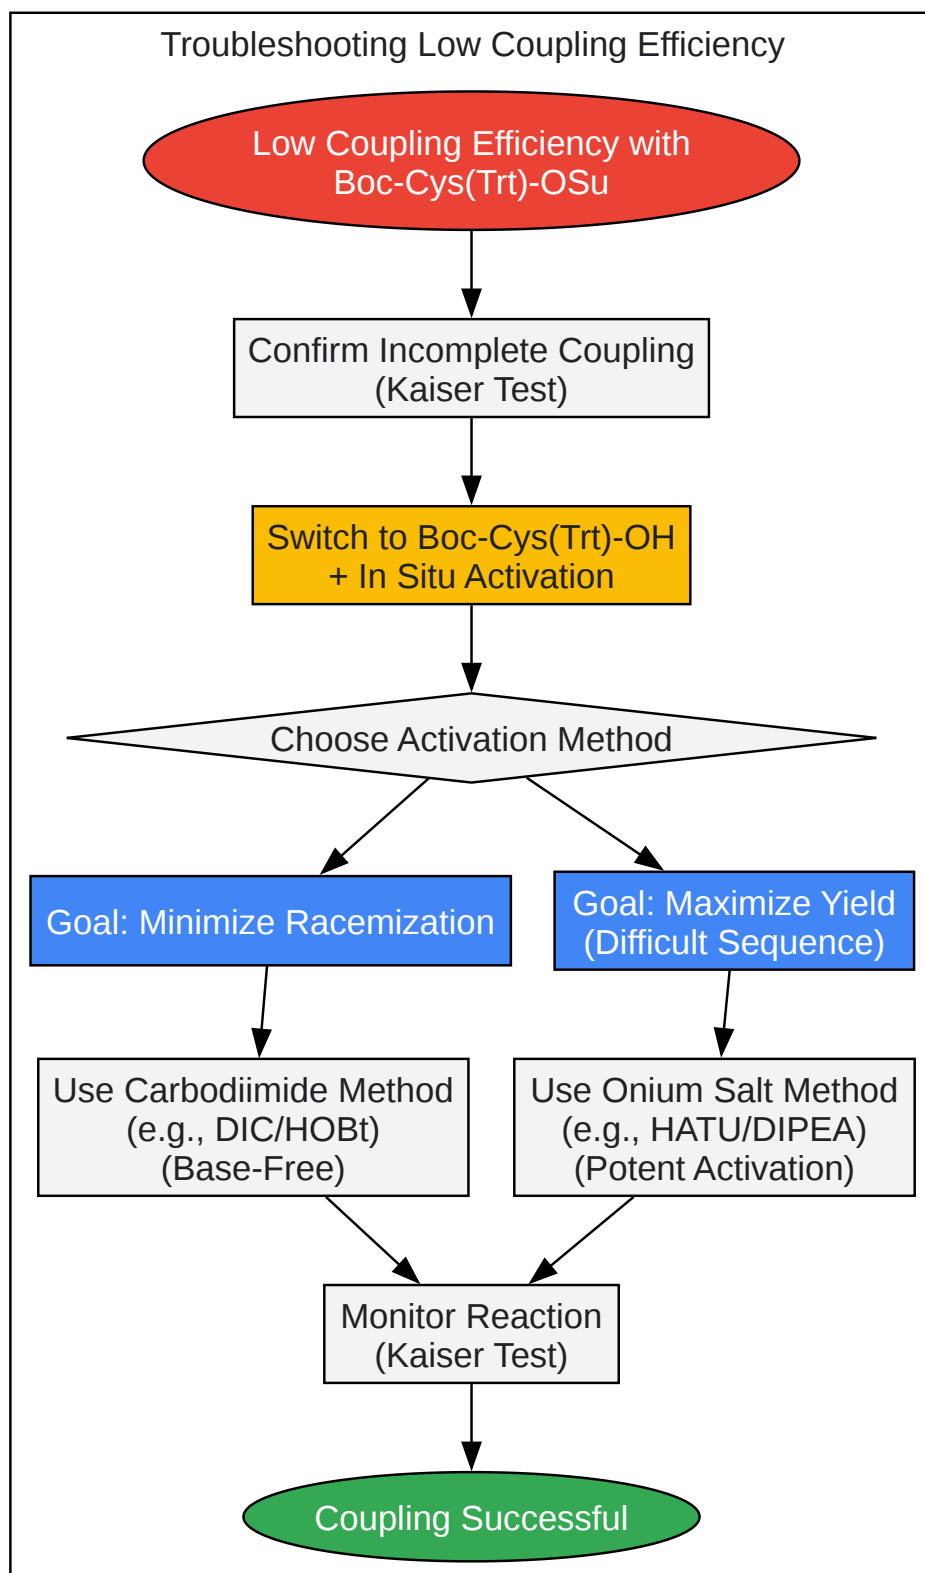 Troubleshooting Low Coupling Efficiency
Low Coupling Efficiency with
Boc-Cys(Trt)-OSu
Confirm Incomplete Coupling
(Kaiser Test)
Switch to Boc-Cys(Trt)-OH
+ In Situ Activation
Choose Activation Method
Goal: Minimize Racemization
Goal: Maximize Yield
(Difficult Sequence)
Use Carbodiimide Method
(e.g., DIC/HOBt)
(Base-Free)
Use Onium Salt Method
(e.g., HATU/DIPEA)
(Potent Activation)
Monitor Reaction
(Kaiser Test)
Coupling Successful